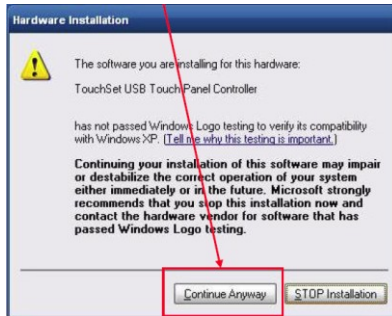 Hardware Installation
The software you are installing for this hardware:
TouchSet USB Touch Panel Controller
has not passed Windows Logo testing to verify its compatibility
with Windows XP. (Tell me why this testing is important.)
Continuing your installation of this software may impair
or destabilize the correct operation of your system
either immediately or in the future. Microsoft strongly
recommends that you stop this installation now and
contact the hardware vendor for software that has
passed Windows Logo testing.
Continue Anyway
STOP Installation